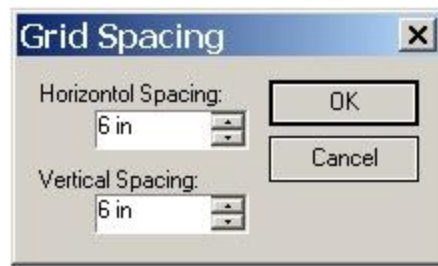 Grid Spacing
Horizontol Spacing:
6 in
OK
Cancel
Vertical Spacing:
6 in